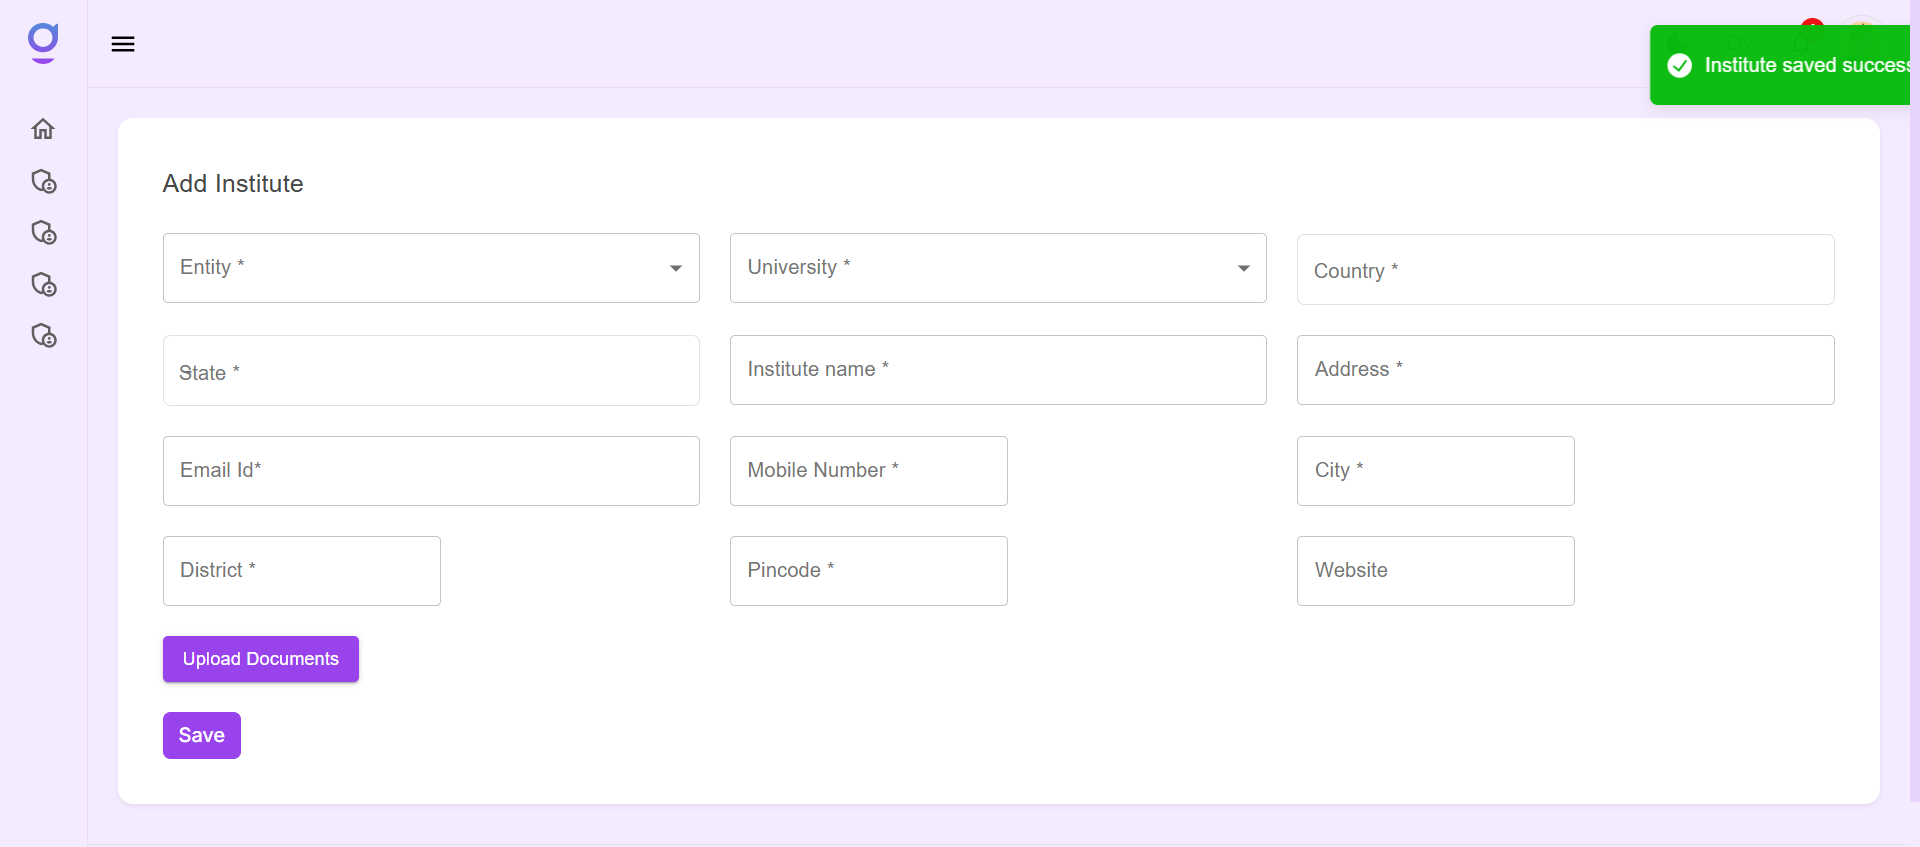 EN
Institute saved success
Add Institute
Entity *
University *
Country *
State *
Institute name *
Address *
Email Id*
Mobile Number *
City *
District *
Pincode *
Website
Upload Documents
Save